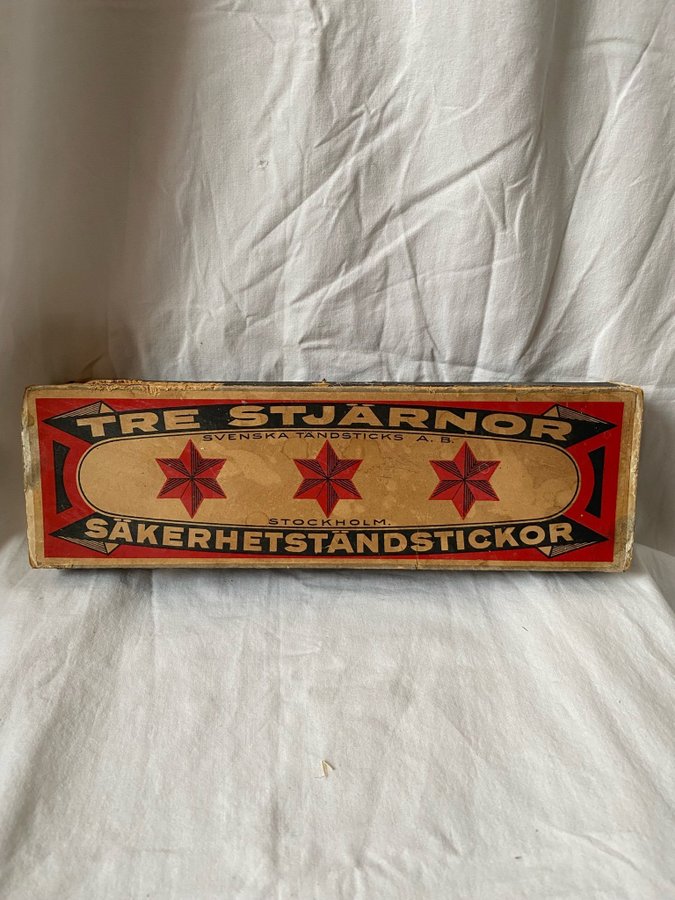 TRE STJÄRNOR
SVENSKA TÄNDSTICKS A. B.
STOCKHOLM.
SÄKERHETSTÄNDSTICKOR